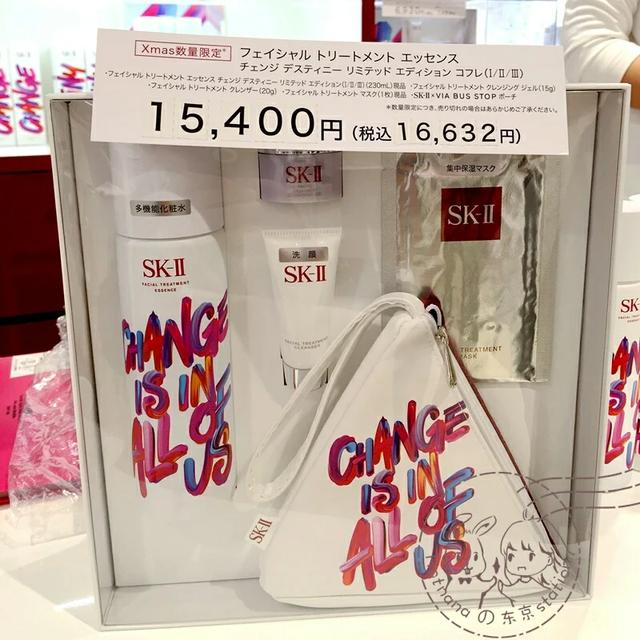 Xmas数量限定*
フェイシャル トリートメント エッセンス
チェンジ デスティニー リミテッド エディション コフレ(Ⅰ/Ⅱ/Ⅲ)
・フェイシャル トリートメント エッセンス チェンジ デスティニー リミテッド エディション(Ⅰ/Ⅱ/Ⅲ)(230mL)現品 ・フェイシャル トリートメント クレンジング ジェル(15g)
・フェイシャル トリートメント クレンザー(20g) ・フェイシャル トリートメント マスク(1枚)現品 ・SK-Ⅱ×VIA BUS STOP ポーチ
*数量限定につき、売り切れの場合はあらかじめご了承ください。
15,400円(税込16,632円)
多機能化粧水
SK-II
FACIAL TREATMENT
ESSENCE
CHANGE
IS IN
ALL OF
US
SK-II
洗顔
SK-II
FACIAL TREATMENT
CLEANSER
集中保湿マスク
SK-II
TREATMENT
MASK
CHANGE
IS IN
ALL OF
US
SK-II
thanaの东京station